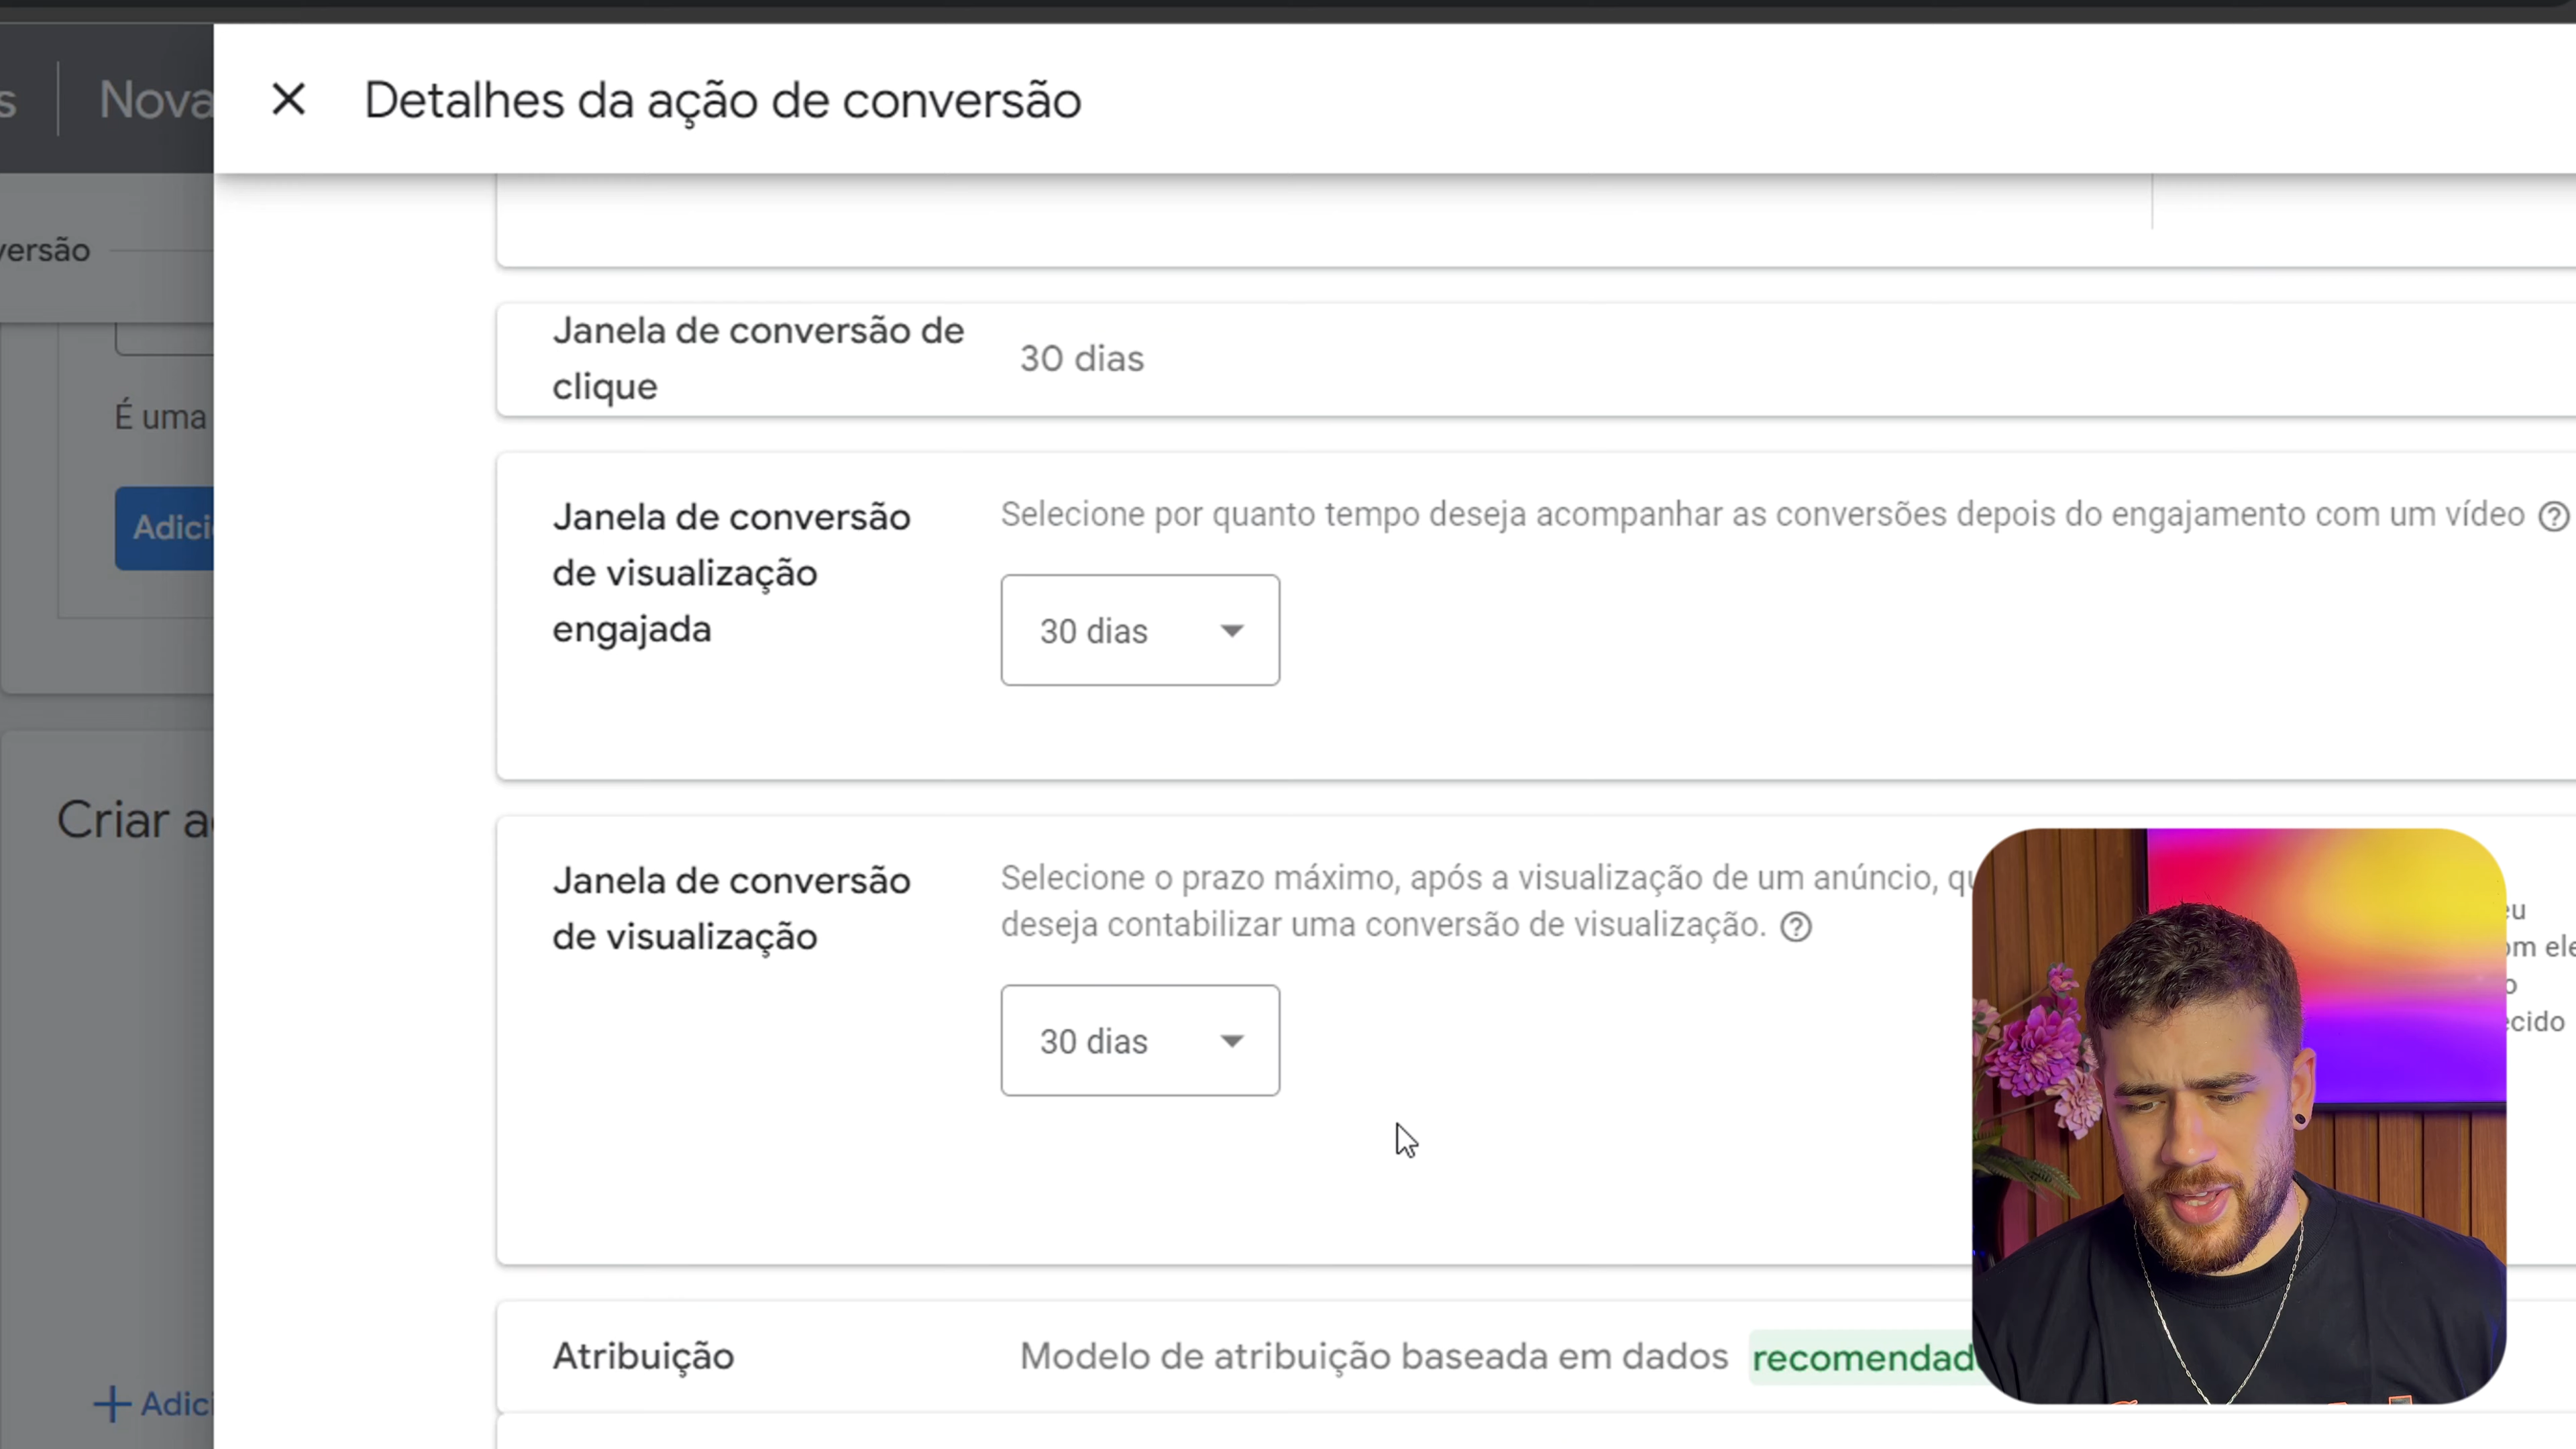 Nova
Detalhes da ação de conversão
versão
É uma
Janela de conversão de
clique
30 dias
Janela de conversão
de visualização
engajada
Selecione por quanto tempo deseja acompanhar as conversões depois do engajamento com um vídeo
30 dias
Criar
Janela de conversão
de visualização
Selecione o prazo máximo, após a visualização de um anúncio,
deseja contabilizar uma conversão de visualização.
30 dias
Atribuição
Modelo de atribuição baseada em dados